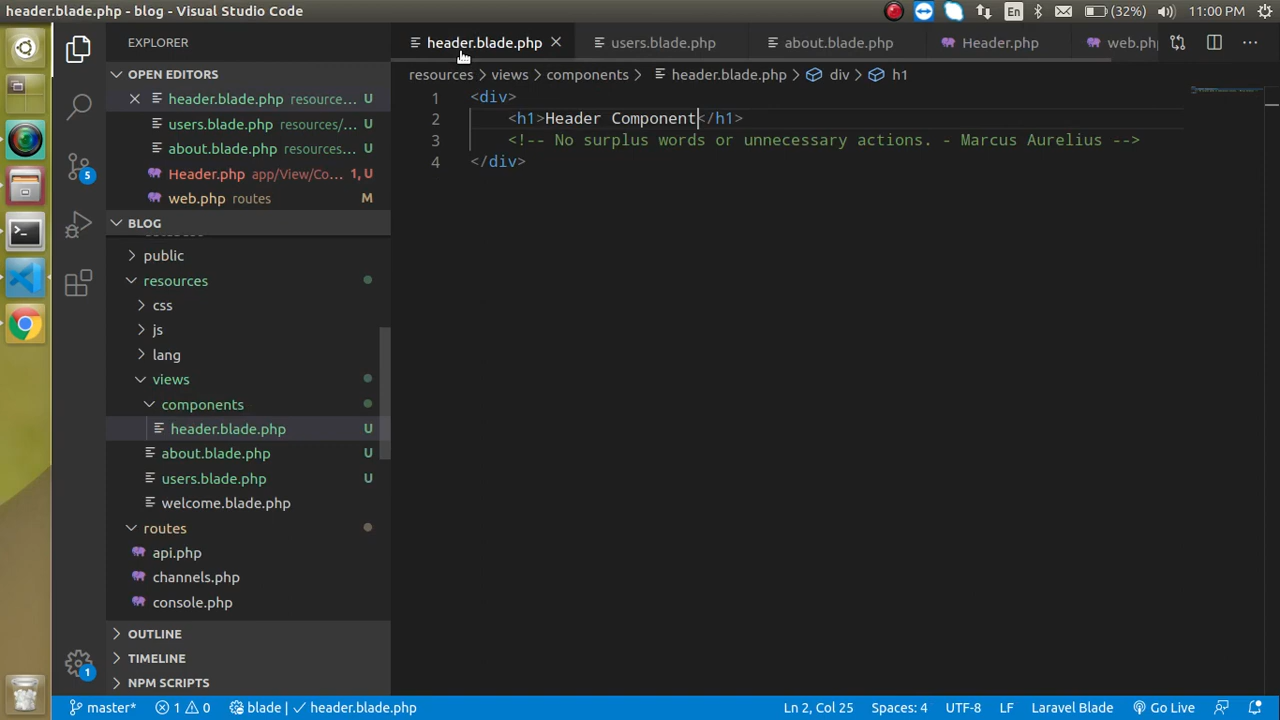 header.blade.php - blog - Visual Studio Code
En
(32%)
11:00 PM
EXPLORER
header.blade.php
users.blade.php
about.blade.php
Header.php
web.php
OPEN EDITORS
resources
views
components
header.blade.php
div
h1
header.blade.php resource... U
users.blade.php resources/... U
about.blade.php resources... U
Header.php app/View/Co... 1, U
web.php routes M
1 <div>
2 <h1>Header Component</h1>
3 <!-- No surplus words or unnecessary actions. - Marcus Aurelius -->
4 </div>
5
BLOG
public
resources
css
js
lang
views
components
header.blade.php U
about.blade.php U
users.blade.php U
welcome.blade.php
routes
api.php
channels.php
console.php
OUTLINE
TIMELINE
NPM SCRIPTS
1
master*
1
0
blade
header.blade.php
Ln 2, Col 25
Spaces: 4
UTF-8
LF
Laravel Blade
Go Live